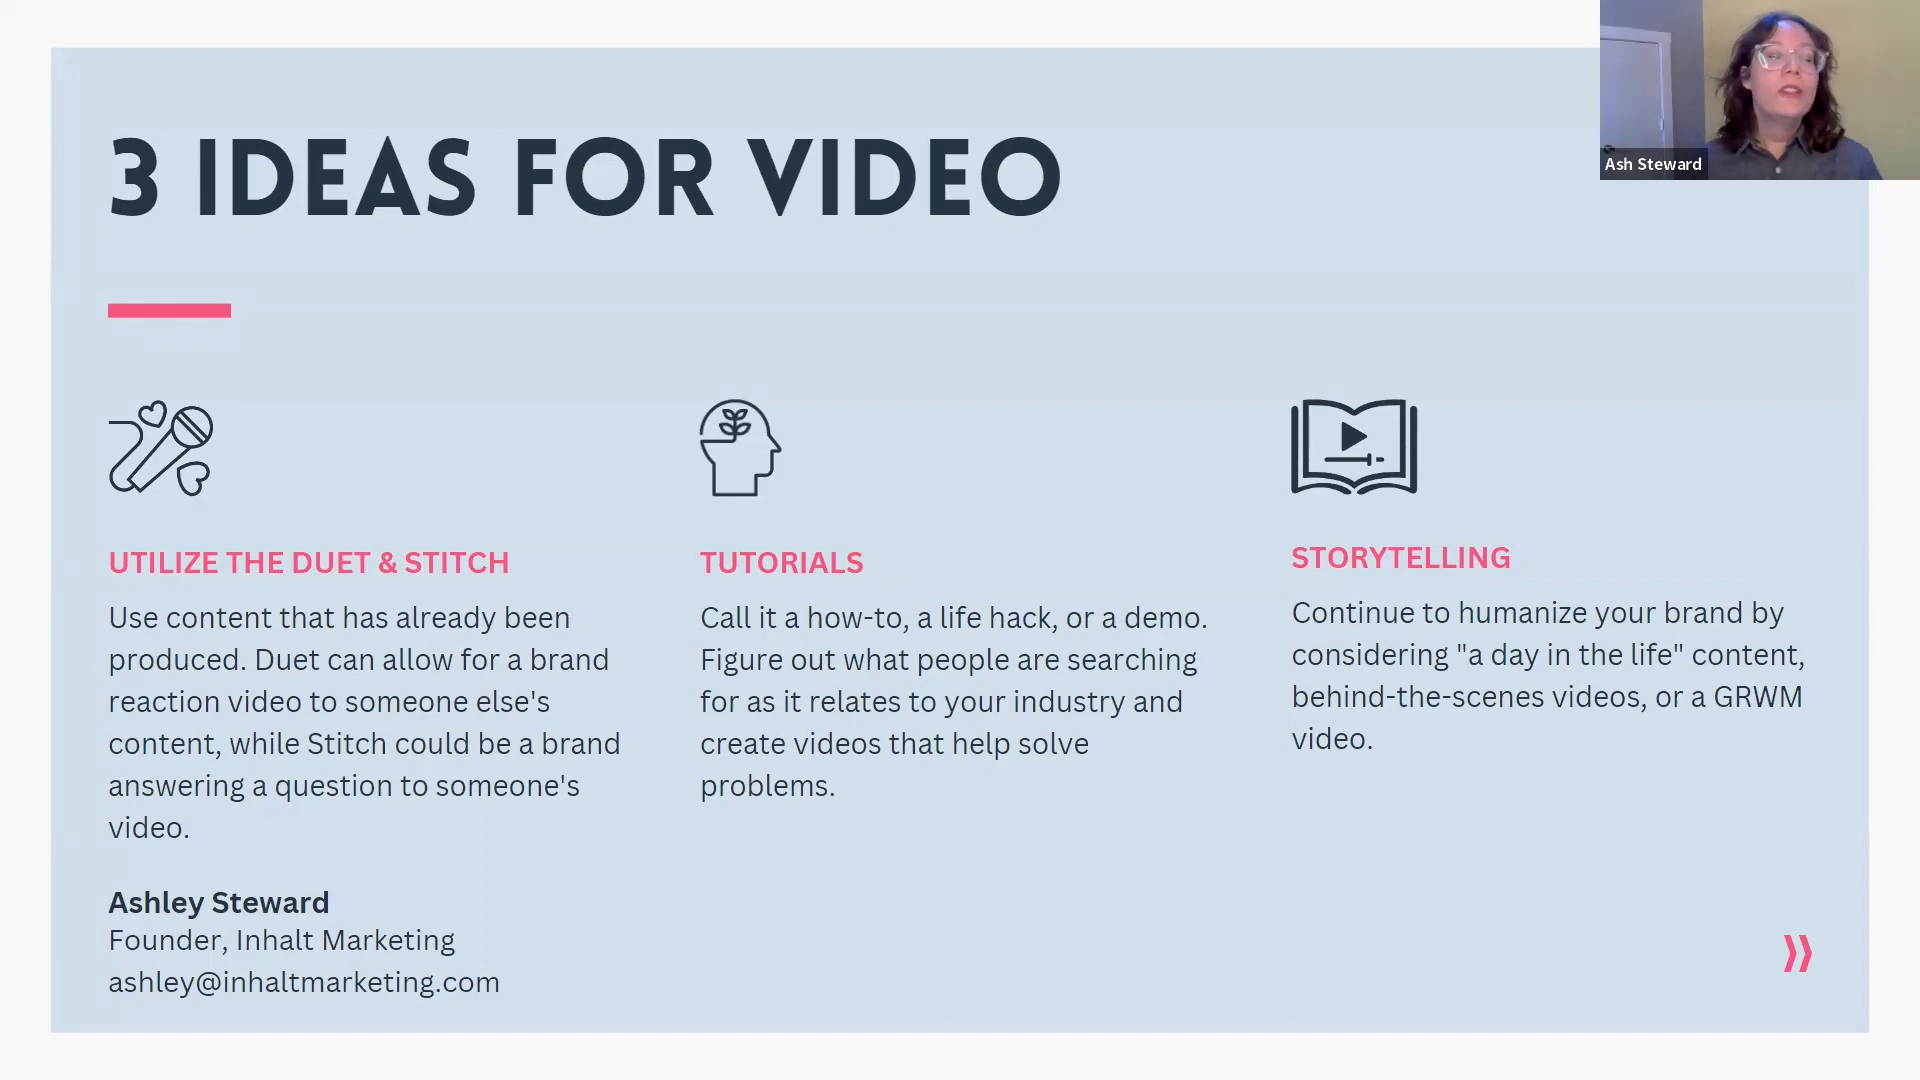 3 IDEAS FOR VIDEO
Ash Steward
UTILIZE THE DUET & STITCH
Use content that has already been
produced. Duet can allow for a brand
reaction video to someone else's
content, while Stitch could be a brand
answering a question to someone's
video.
TUTORIALS
Call it a how-to, a life hack, or a demo.
Figure out what people are searching
for as it relates to your industry and
create videos that help solve
problems.
STORYTELLING
Continue to humanize your brand by
considering "a day in the life" content,
behind-the-scenes videos, or a GRWM
video.
Ashley Steward
Founder, Inhalt Marketing
ashley@inhaltmarketing.com